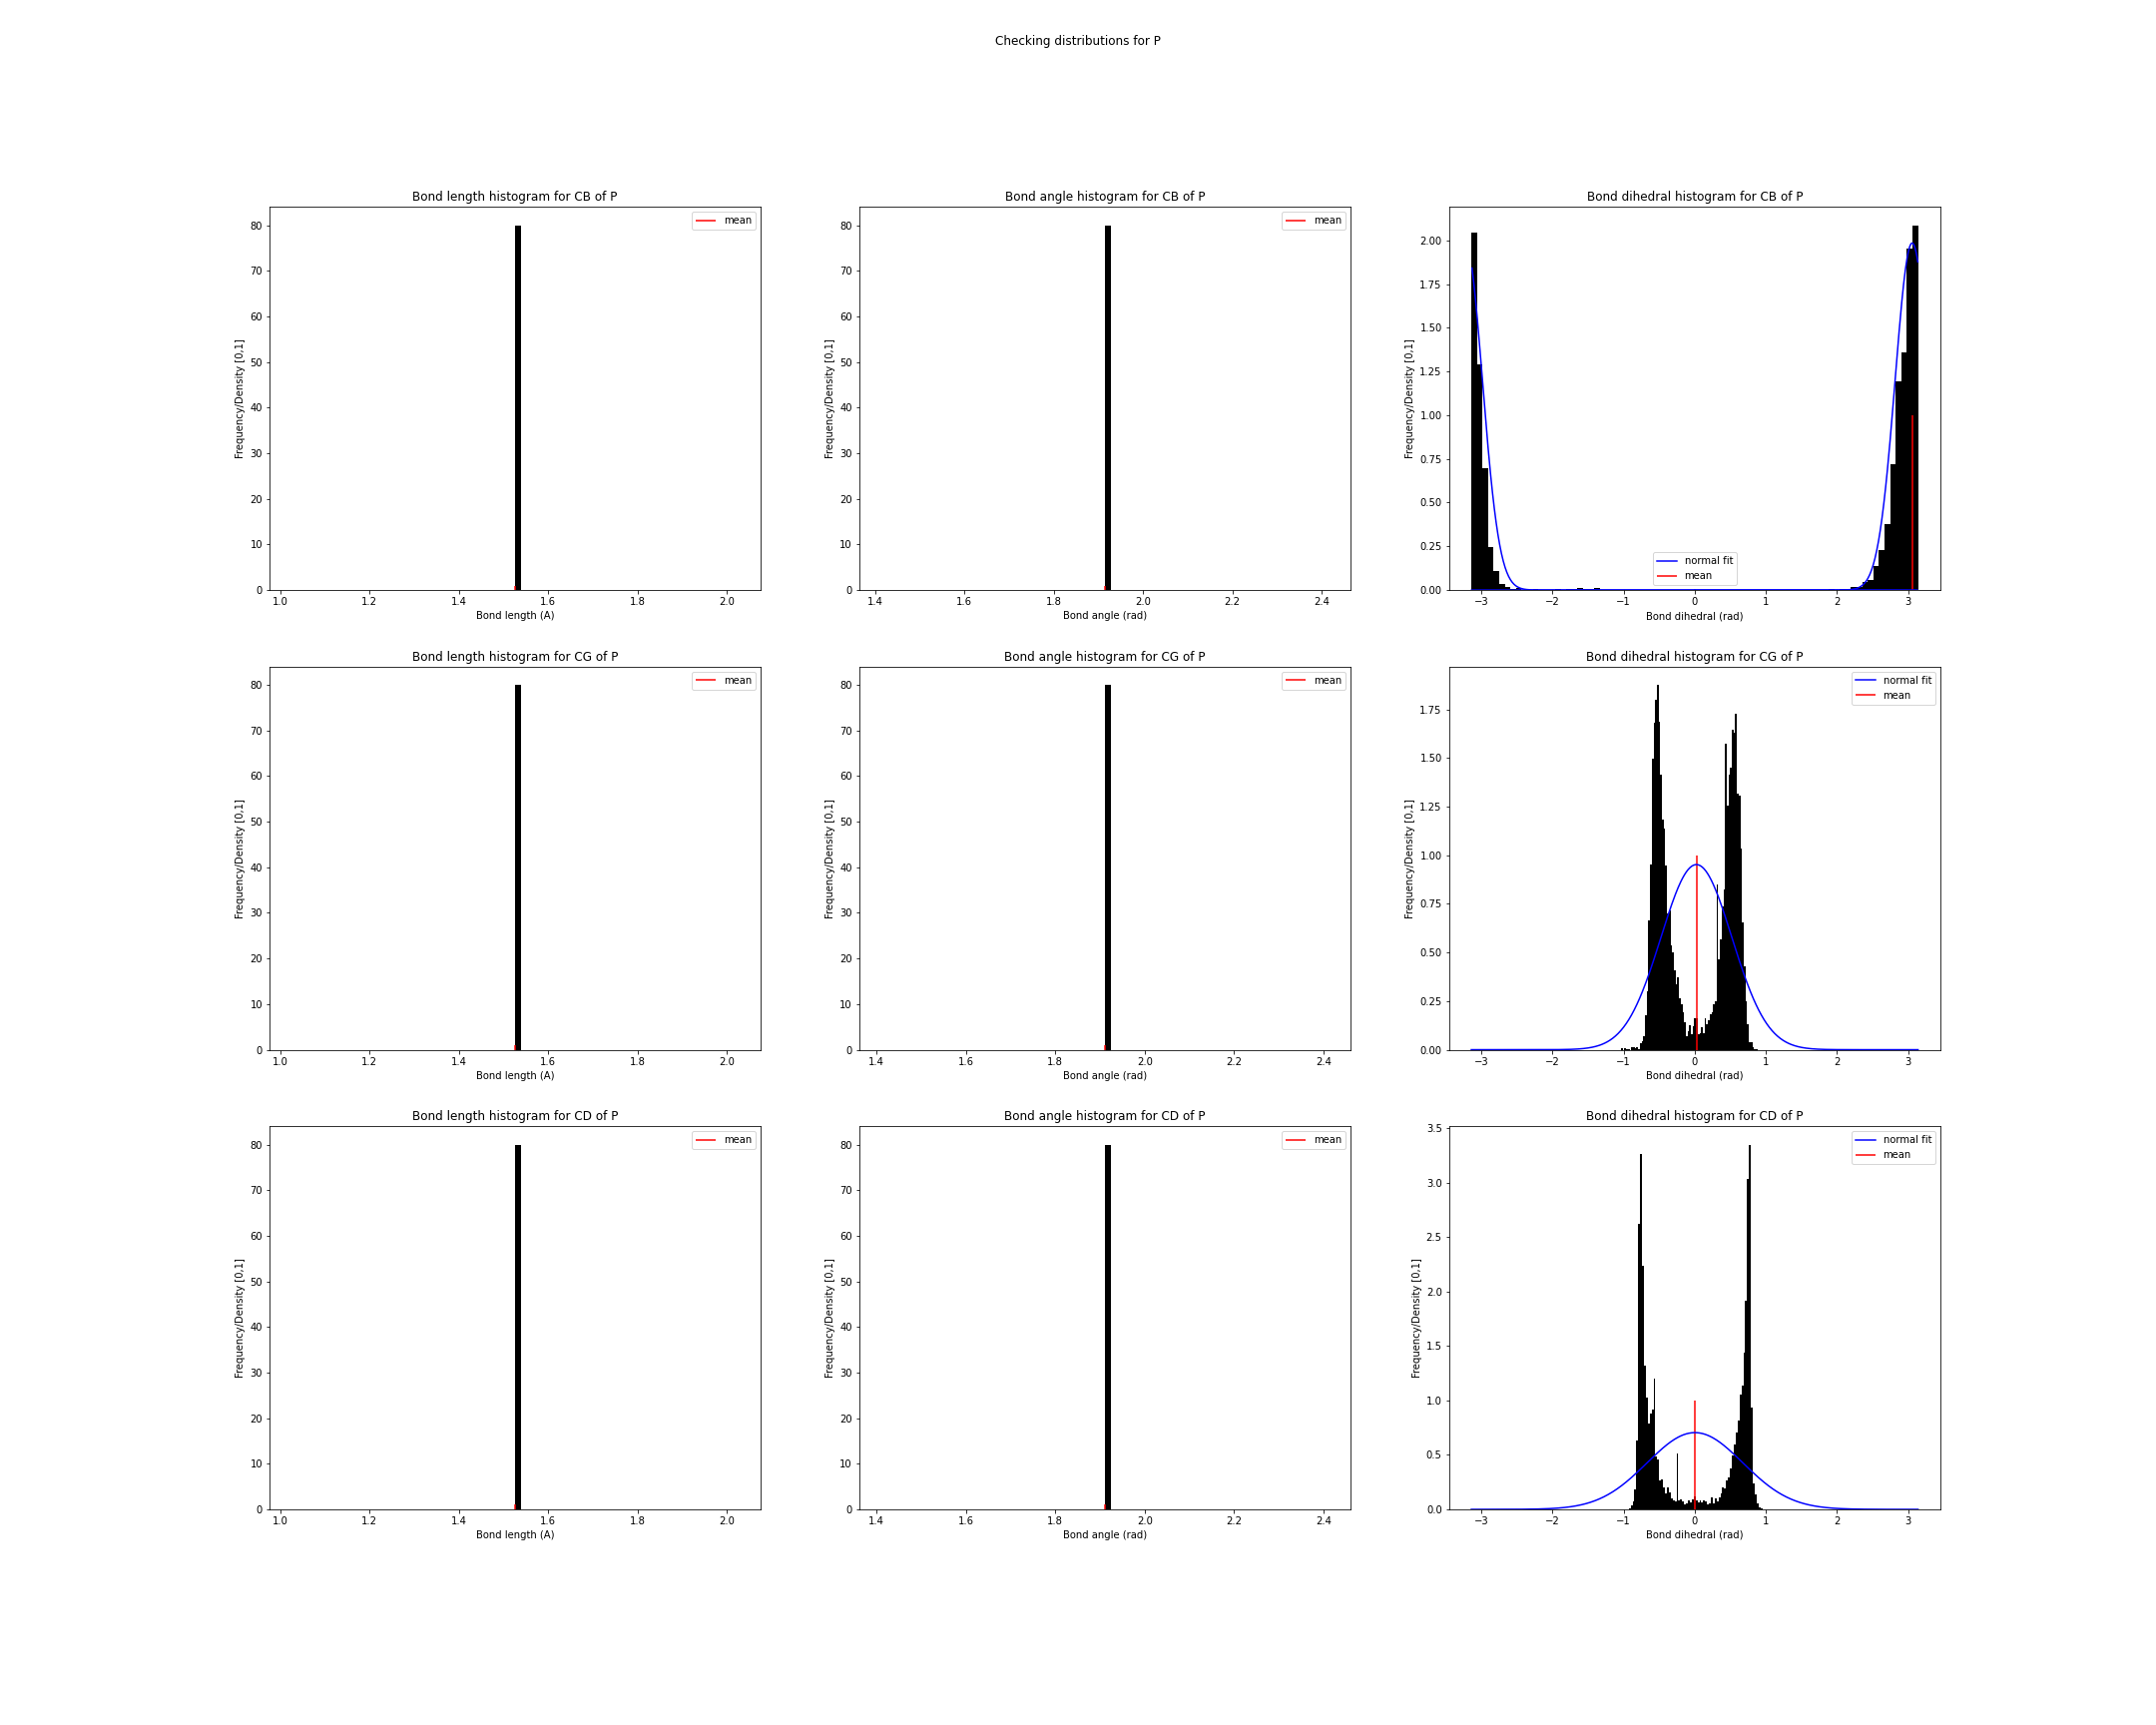 Checking distributions for P
Bond length histogram for CB of P
mean
80
70
60
50
40
30
20
10
0
Frequency/Density [0,1]
1.0 1.2 1.4 1.6 1.8 2.0
Bond length (A)
Bond angle histogram for CB of P
mean
80
70
60
50
40
30
20
10
0
Frequency/Density [0,1]
1.4 1.6 1.8 2.0 2.2 2.4
Bond angle (rad)
Bond dihedral histogram for CB of P
2.00
1.75
1.50
1.25
1.00
0.75
0.50
0.25
0.00
Frequency/Density [0,1]
normal fit
mean
−3 −2 −1 0 1 2 3
Bond dihedral (rad)
Bond length histogram for CG of P
mean
80
70
60
50
40
30
20
10
0
Frequency/Density [0,1]
1.0 1.2 1.4 1.6 1.8 2.0
Bond length (A)
Bond angle histogram for CG of P
mean
80
70
60
50
40
30
20
10
0
Frequency/Density [0,1]
1.4 1.6 1.8 2.0 2.2 2.4
Bond angle (rad)
Bond dihedral histogram for CG of P
normal fit
mean
1.75
1.50
1.25
1.00
0.75
0.50
0.25
0.00
Frequency/Density [0,1]
−3 −2 −1 0 1 2 3
Bond dihedral (rad)
Bond length histogram for CD of P
mean
80
70
60
50
40
30
20
10
0
Frequency/Density [0,1]
1.0 1.2 1.4 1.6 1.8 2.0
Bond length (A)
Bond angle histogram for CD of P
mean
80
70
60
50
40
30
20
10
0
Frequency/Density [0,1]
1.4 1.6 1.8 2.0 2.2 2.4
Bond angle (rad)
Bond dihedral histogram for CD of P
normal fit
mean
3.5
3.0
2.5
2.0
1.5
1.0
0.5
0.0
Frequency/Density [0,1]
−3 −2 −1 0 1 2 3
Bond dihedral (rad)